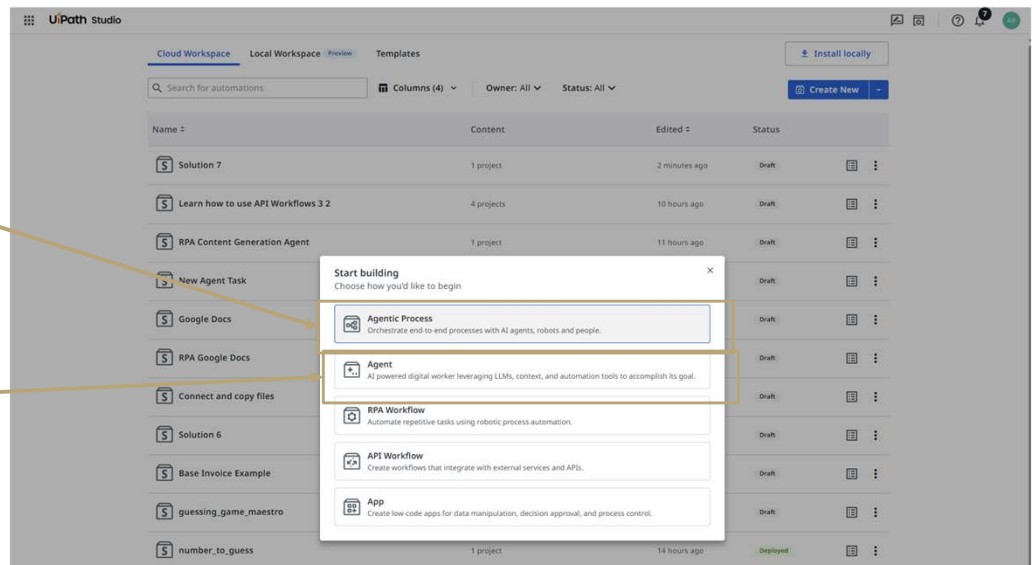 UiPath Studio
7
Cloud Workspace Local Workspace Preview Templates
Install locally
Search for automations Columns (4) Owner: All Status: All
Create New
Name Content Edited Status
Solution 7 1 project 2 minutes ago Draft
Learn how to use API Workflows 3 2 4 projects 10 hours ago Draft
RPA Content Generation Agent 1 project 11 hours ago Draft
New Agent Task Draft
Google Docs Draft
RPA Google Docs Draft
Connect and copy files Draft
Solution 6 Draft
Base Invoice Example Draft
guessing_game_maestro Draft
number_to_guess 1 project 14 hours ago Deployed
Start building
Choose how you'd like to begin
Agentic Process
Orchestrate end-to-end processes with AI agents, robots and people.
Agent
AI powered digital worker leveraging LLMs, context, and automation tools to accomplish its goal.
RPA Workflow
Automate repetitive tasks using robotic process automation.
API Workflow
Create workflows that integrate with external services and APIs.
App
Create low-code apps for data manipulation, decision approval, and process control.